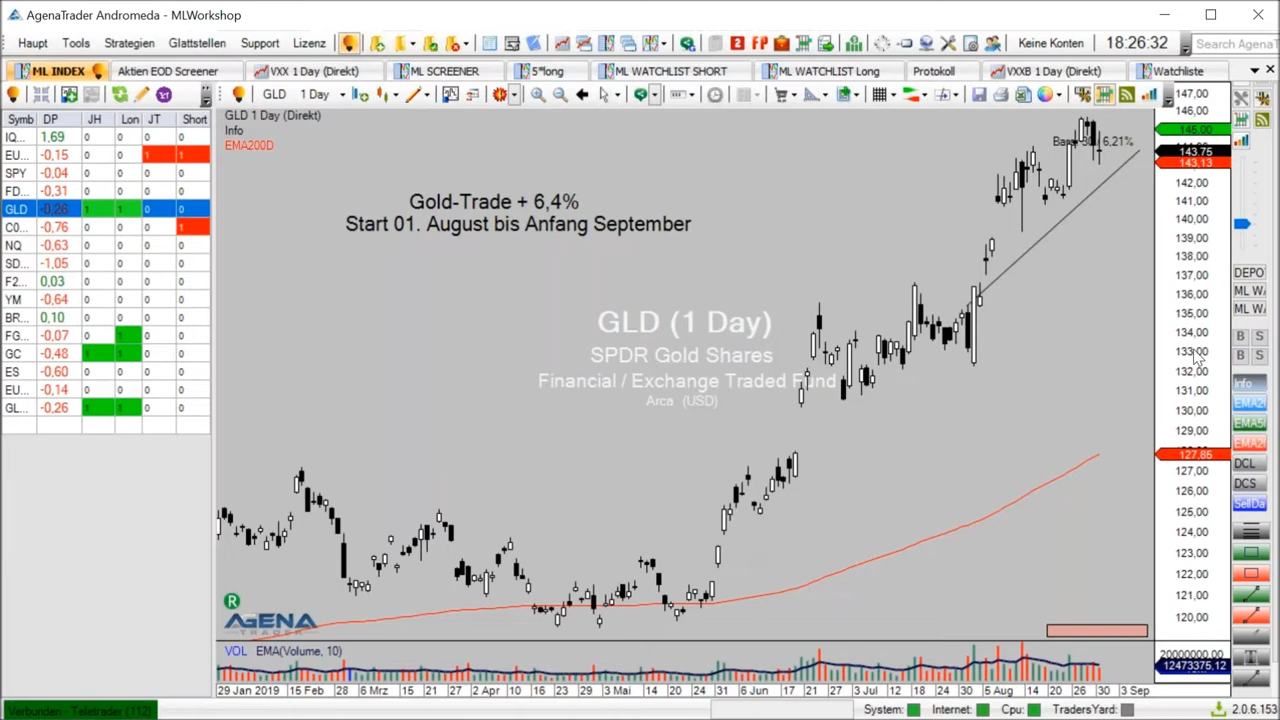 AgenaTrader Andromeda - MLWorkshop
Haupt Tools Strategien Glattstellen Support Lizenz 2 FP Keine Konten 18:26:32 Search AgenaT
ML INDEX Aktien EOD Screener VXX 1 Day (Direkt) ML SCREENER 5*long ML WATCHLIST SHORT ML WATCHLIST Long Protokoll VXXB 1 Day (Direkt) Watchliste
GLD 1 Day
Symb DP JH Lon JT Short
IQ... 1,69 0 0 0 0
EU... -0,15 0 0 1 1
SPY -0,04 0 0 0 0
FD... -0,31 0 0 0 0
GLD -0,26 1 1 0 0
C0... -0,76 0 0 0 1
NQ -0,63 0 0 0 0
SD... -1,05 0 0 0 0
F2... 0,03 0 0 0 0
YM -0,64 0 0 0 0
BR... 0,10 0 0 0 0
FG... -0,07 0 1 0 0
GC -0,48 1 1 0 0
ES -0,60 0 0 0 0
EU... -0,14 0 0 0 0
GL... -0,26 1 1 0 0
GLD 1 Day (Direkt)
Info
EMA200D
Gold-Trade + 6,4%
Start 01. August bis Anfang September
GLD (1 Day)
SPDR Gold Shares
Financial / Exchange Traded Fund
Arca (USD)
6,21%
147,00
146,00
145,00
143,75
143,13
142,00
141,00
140,00
139,00
138,00
137,00
136,00
135,00
134,00
133,00
132,00
131,00
130,00
129,00
127,85
127,00
126,00
125,00
124,00
123,00
122,00
121,00
120,00
DEPO
ML W
ML W
B S
B S
Info
EMA2
EMA5
EMA2
DCL
DCS
R
AGENA
TRADER
VOL EMA(Volume, 10)
20000000.00
12473375,12
29 Jan 2019 15 Feb 28 6 Mrz 15 21 27 2 Apr 10 16 23 3 Mai 14 20 24 6 Jun 12 17 21 27 3 Jul 18 24 30 5 Aug 14 20 26 30 3 Sep
Verbunden - Teletrader (112)
System: Internet: Cpu: TradersYard: 2.0.6.153